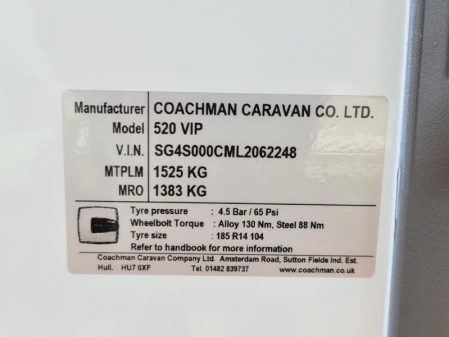 Manufacturer COACHMAN CARAVAN CO. LTD.
Model 520 VIP
V.I.N. SG4S000CML2062248
MTPLM 1525 KG
MRO 1383 KG
Tyre pressure : 4.5 Bar / 65 Psi
Wheelbolt Torque : Alloy 130 Nm, Steel 88 Nm
Tyre size : 185 R14 104
Refer to handbook for more information
Coachman Caravan Company Ltd. Amsterdam Road, Sutton Fields Ind. Est.
Hull. HU7 0XF Tel. 01482 839737 www.coachman.co.uk